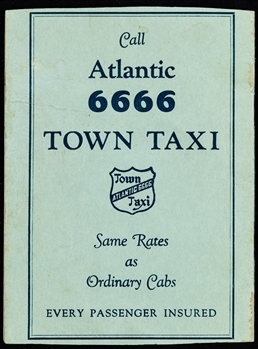 Call
Atlantic
6666
TOWN TAXI
Town
ATLANTIC 6666
Taxi
Same Rates
as
Ordinary Cabs
EVERY PASSENGER INSURED